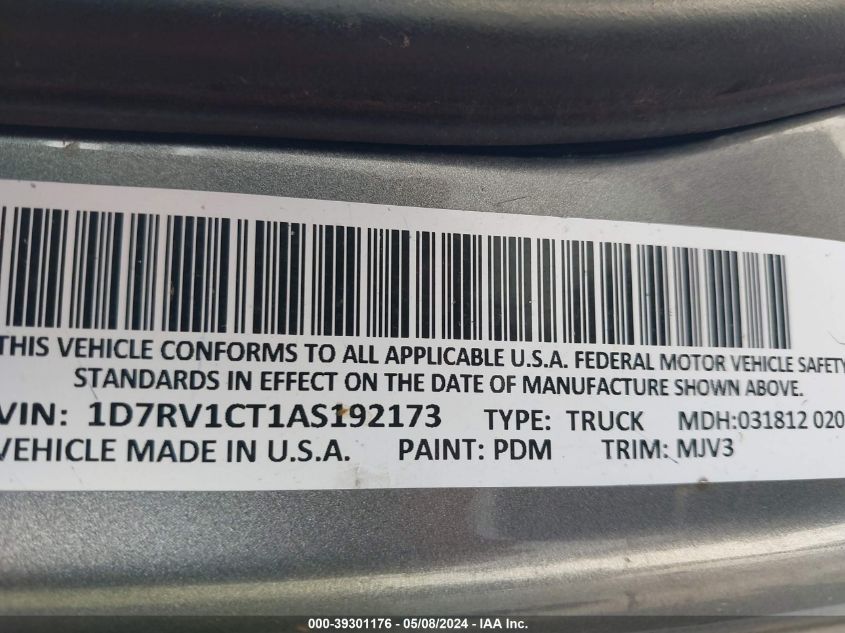 THIS VEHICLE CONFORMS TO ALL APPLICABLE U.S.A. FEDERAL MOTOR VEHICLE SAFETY
STANDARDS IN EFFECT ON THE DATE OF MANUFACTURE SHOWN ABOVE.
VIN: 1D7RV1CT1AS192173 TYPE: TRUCK MDH:031812 020
VEHICLE MADE IN U.S.A. PAINT: PDM TRIM: MJV3
000-39301176 - 05/08/2024 - IAA Inc.